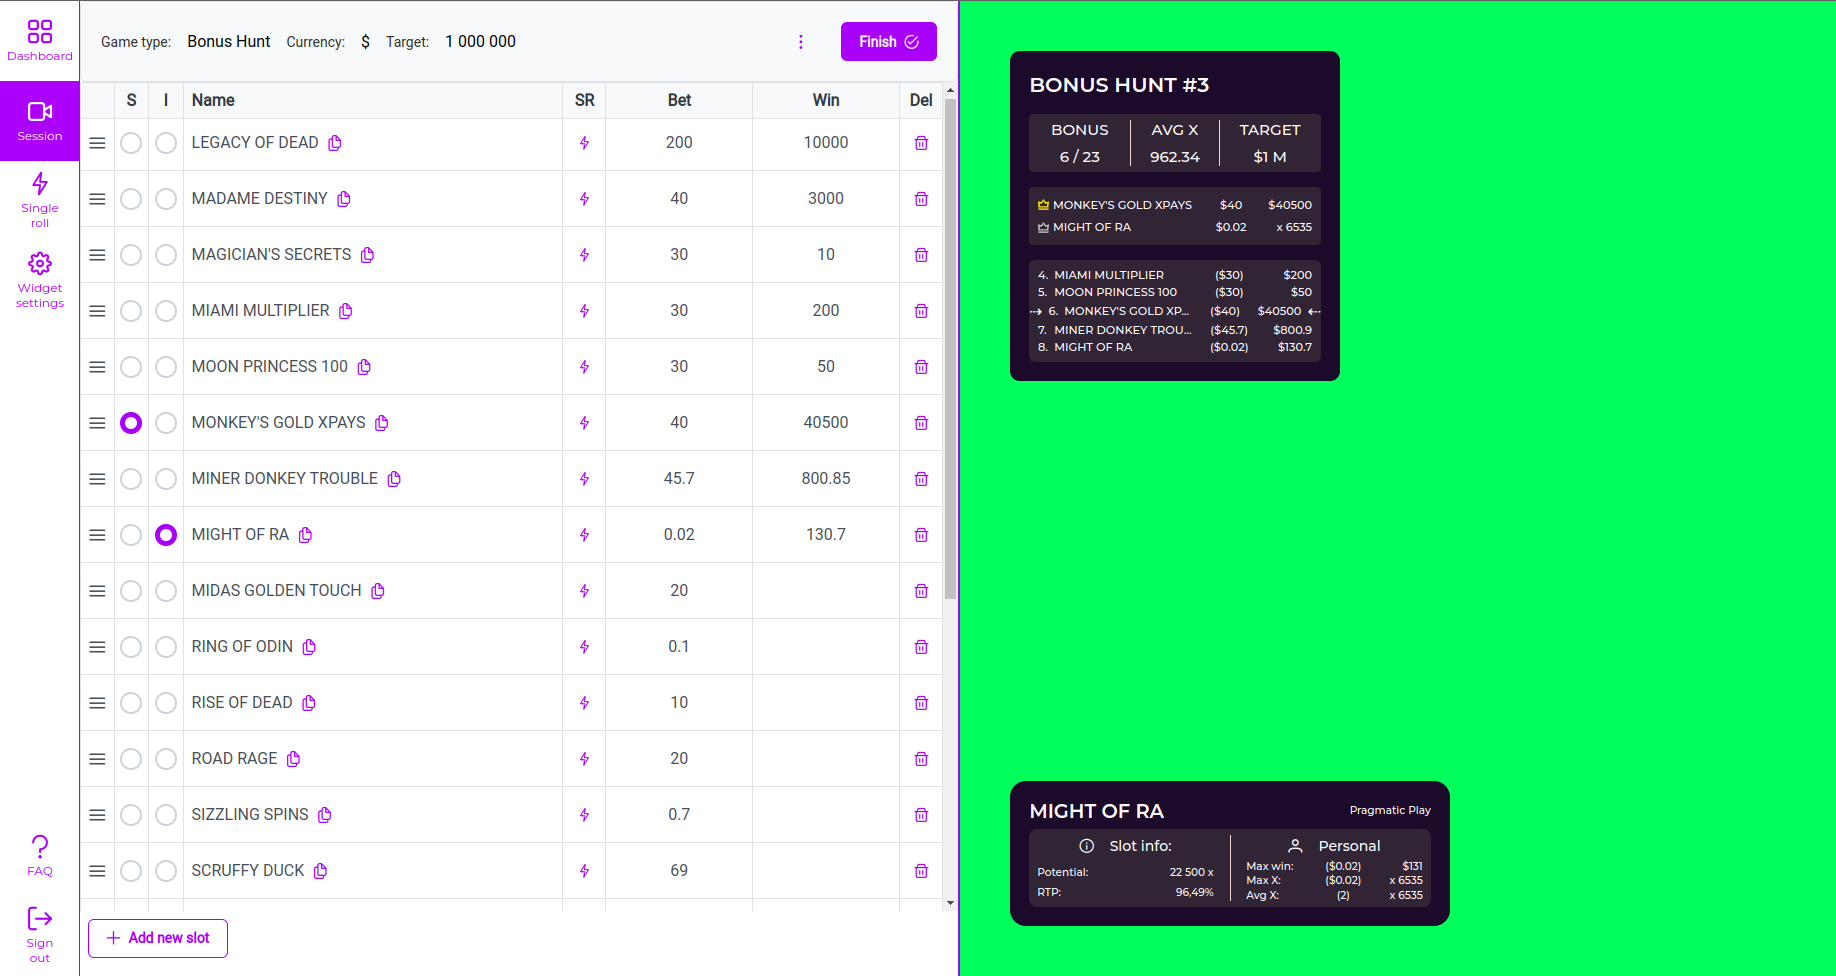 Dashboard
Session
Single
roll
Widget
settings
FAQ
Sign
out
Game type: Bonus Hunt Currency: $ Target: 1 000 000
Finish
S I Name SR Bet Win Del
LEGACY OF DEAD 200 10000
MADAME DESTINY 40 3000
MAGICIAN'S SECRETS 30 10
MIAMI MULTIPLIER 30 200
MOON PRINCESS 100 30 50
MONKEY'S GOLD XPAYS 40 40500
MINER DONKEY TROUBLE 45.7 800.85
MIGHT OF RA 0.02 130.7
MIDAS GOLDEN TOUCH 20
RING OF ODIN 0.1
RISE OF DEAD 10
ROAD RAGE 20
SIZZLING SPINS 0.7
SCRUFFY DUCK 69
Add new slot
BONUS HUNT #3
BONUS AVG X TARGET
6 / 23 962.34 $1 M
MONKEY'S GOLD XPAYS $40 $40500
MIGHT OF RA $0.02 x 6535
4. MIAMI MULTIPLIER ($30) $200
5. MOON PRINCESS 100 ($30) $50
6. MONKEY'S GOLD XP... ($40) $40500
7. MINER DONKEY TROU... ($45.7) $800.9
8. MIGHT OF RA ($0.02) $130.7
MIGHT OF RA Pragmatic Play
Slot info:
Potential: 22 500 x
RTP: 96,49%
Personal
Max win: ($0.02) $131
Max X: ($0.02) x 6535
Avg X: (2) x 6535